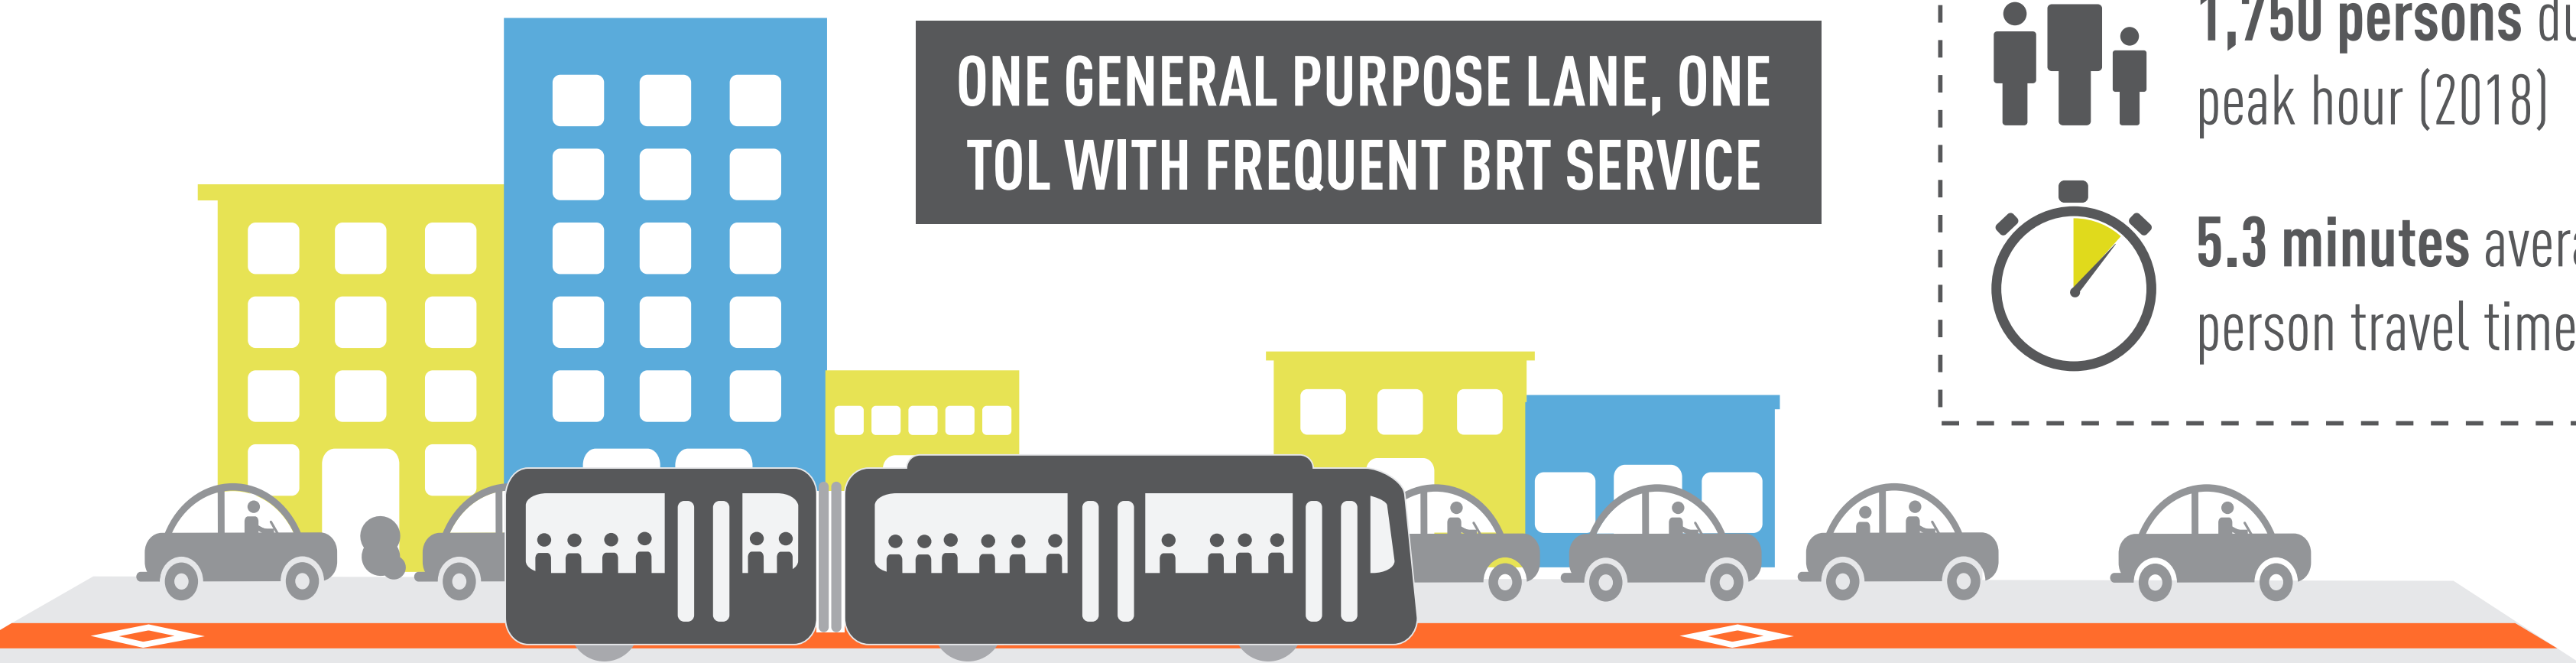 ONE GENERAL PURPOSE LANE, ONE
TOL WITH FREQUENT BRT SERVICE
1,750 persons
peak hour (2018)
5.3 minutes
person travel time